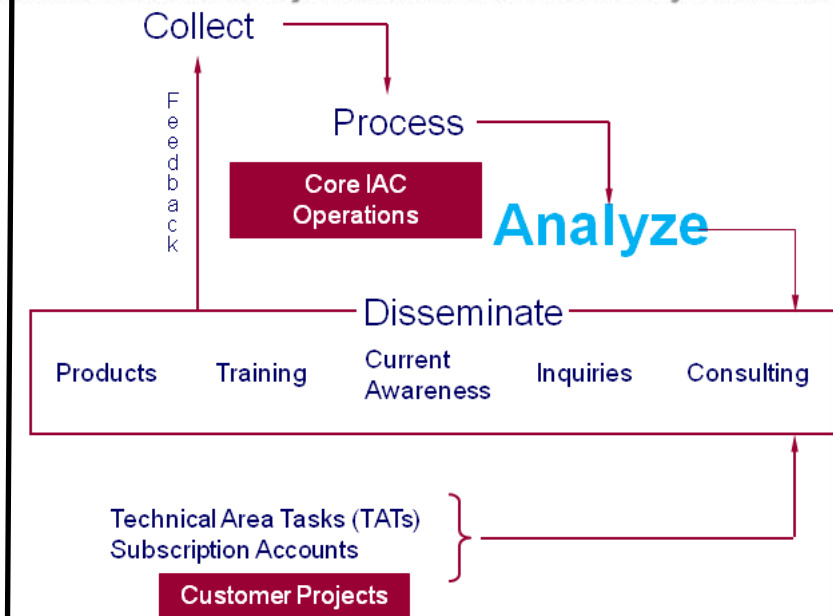 Collect
Feedback
Process
Core IAC
Operations
Analyze
Disseminate
Products
Training
Current
Awareness
Inquiries
Consulting
Technical Area Tasks (TATs)
Subscription Accounts
Customer Projects